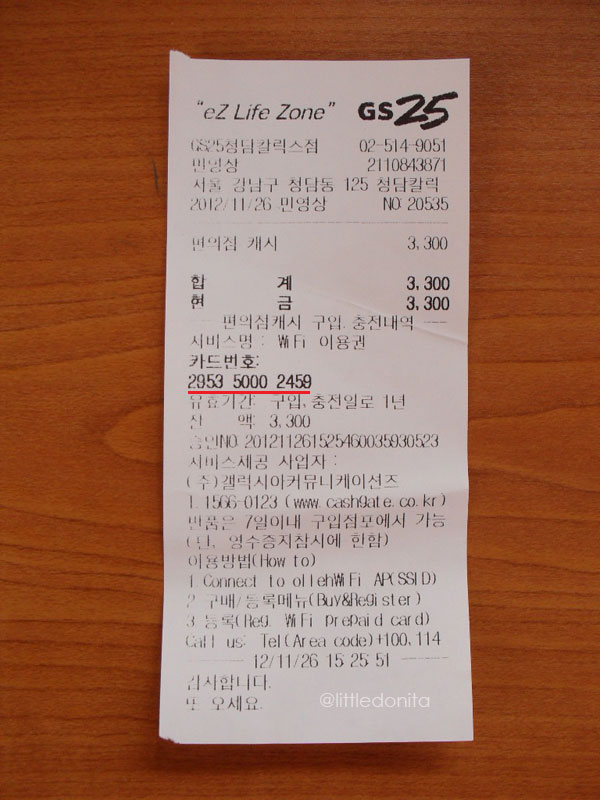 “eZ Life Zone” GS25
GS25청담칼릭스점 02-514-9051
민영상 2110843871
서울 강남구 청담동 125 청담칼릭
2012/11/26 민영상 NO: 20535
편의점 캐시 3,300
합 계 3,300
현 금 3,300
--- 편의점캐시 구입.충전내역 ---
서비스명 : WiFi 이용권
카드번호:
2953 5000 2459
유효기간: 구입,충전일로 1년
잔 액: 3,300
승인NO.201211261525460035930523
서비스제공 사업자 :
(주)갤럭시아커뮤니케이션즈
T.1566-0123 (www.cashgate.co.kr)
반품은 7일이내 구입점포에서 가능
(단, 영수증지참시에 한함)
이용방법(How to)
1.Connect to ollehWiFi AP(SSID)
2.구매/등록메뉴(Buy&Register)
3.등록(Reg. WiFi prepaid card)
Call us: Tel(Area code)+100,114
------- 12/11/26 15:25:51 -------
감사합니다.
또 오세요.
@littledonita